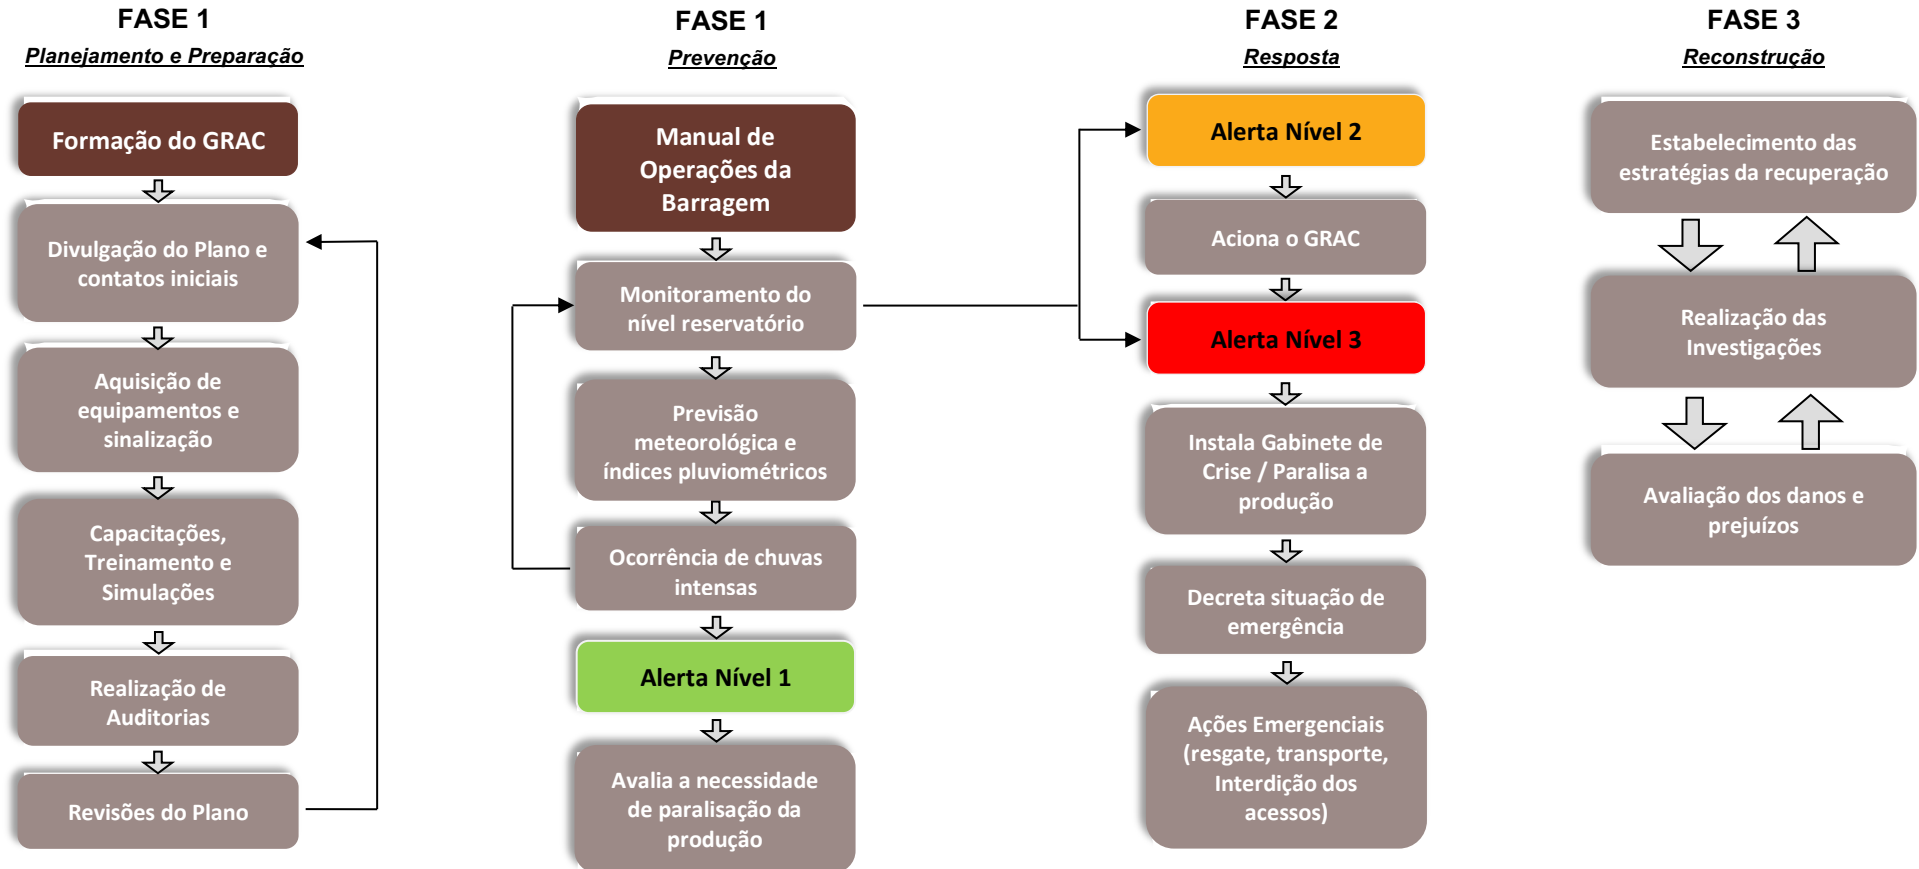 FASE 1
Planejamento e Preparação
Formação do GRAC
Divulgação do Plano e
contatos iniciais
Aquisição de
equipamentos e
sinalização
Capacitações,
Treinamento e
Simulações
Realização de
Auditorias
Revisões do Plano
FASE 1
Prevenção
Manual de
Operações da
Barragem
Monitoramento do
nível reservatório
Previsão
meteorológica e
índices pluviométricos
Ocorrência de chuvas
intensas
Alerta Nível 1
Avalia a necessidade
de paralisação da
produção
FASE 2
Resposta
Alerta Nível 2
Aciona o GRAC
Alerta Nível 3
Instala Gabinete de
Crise / Paralisa a
produção
Decreta situação de
emergência
Ações Emergenciais
(resgate, transporte,
Interdição dos
acessos)
FASE 3
Reconstrução
Estabelecimento das
estratégias da recuperação
Realização das
Investigações
Avaliação dos danos e
prejuízos